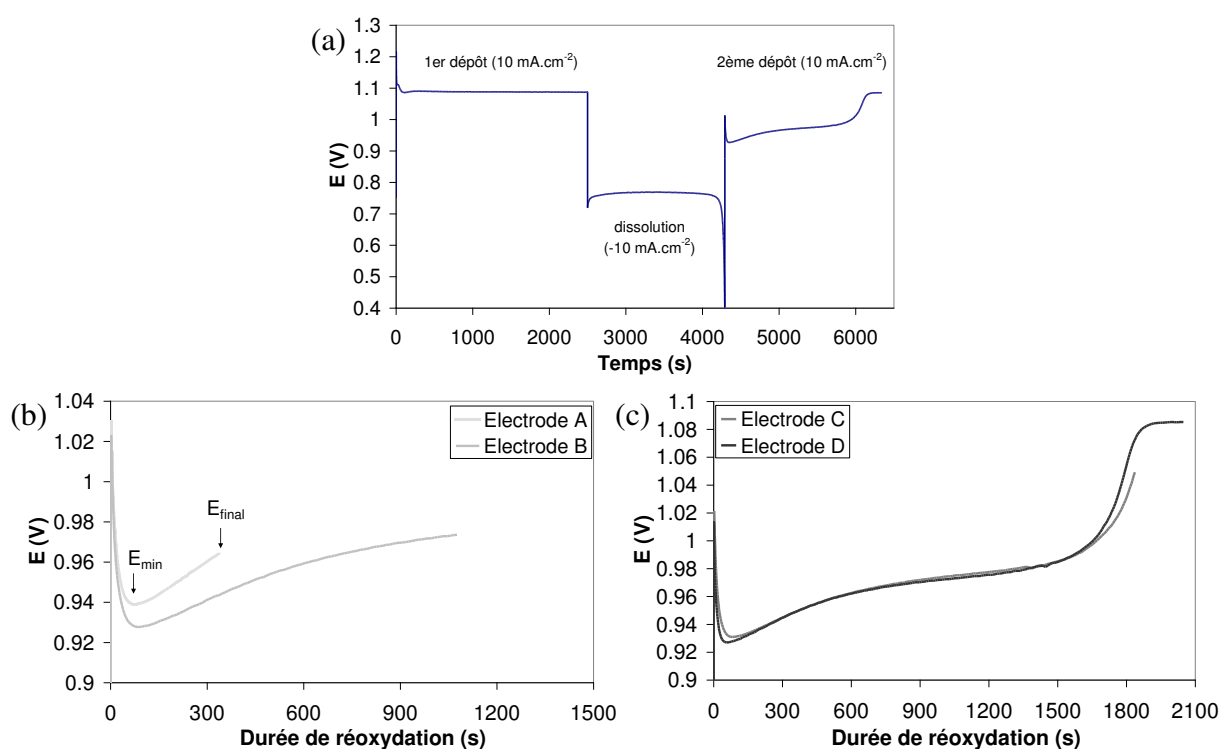 (a)
1.3
1.2
1.1
1
0.9
0.8
0.7
0.6
0.5
0.4
E (V)
1er dépôt (10 mA.cm-2)
2ème dépôt (10 mA.cm-2)
dissolution
(-10 mA.cm-2)
0 1000 2000 3000 4000 5000 6000
Temps (s)
(b)
1.04
1.02
1
0.98
0.96
0.94
0.92
0.9
E (V)
Electrode A
Electrode B
Emin
Efinal
0 300 600 900 1200 1500
Durée de réoxydation (s)
(c)
1.1
1.08
1.06
1.04
1.02
1
0.98
0.96
0.94
0.92
0.9
E (V)
Electrode C
Electrode D
0 300 600 900 1200 1500 1800 2100
Durée de réoxydation (s)